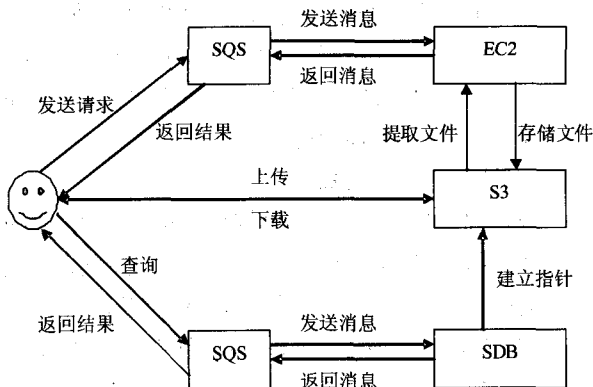 发送消息
SQS
EC2
返回消息
发送请求
返回结果
提取文件
存储文件
上传
S3
下载
查询
建立指针
返回结果
发送消息
SQS
SDB
返回消息